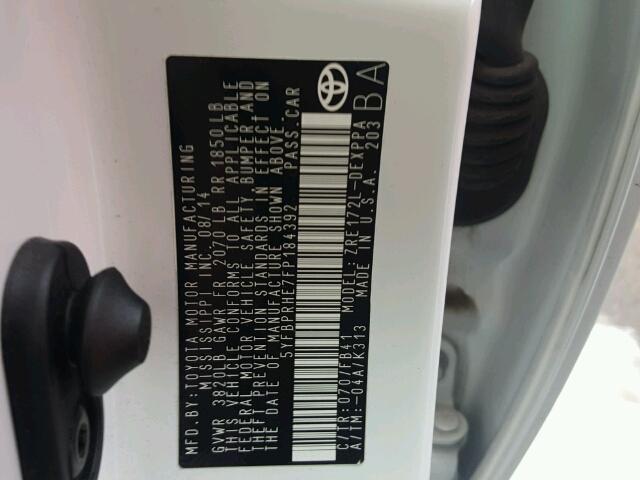 MFD.BY: TOYOTA MOTOR MANUFACTURING
MISSISSIPPI INC. 08/14
GVWR 3820LB GAWR FR 2070 LB RR 1850 LB
THIS VEHICLE CONFORMS TO ALL APPLICABLE
FEDERAL MOTOR VEHICLE SAFETY, BUMPER, AND
THEFT PREVENTION STANDARDS IN EFFECT ON
THE DATE OF MANUFACTURE SHOWN ABOVE.
5YFBPRHE7FP184392 PASS.CAR
C/TR: 070/FB41 MODEL: ZRE172L-DEXPPA
A/TM:-04A/K313 MADE IN U.S.A. 203
BA